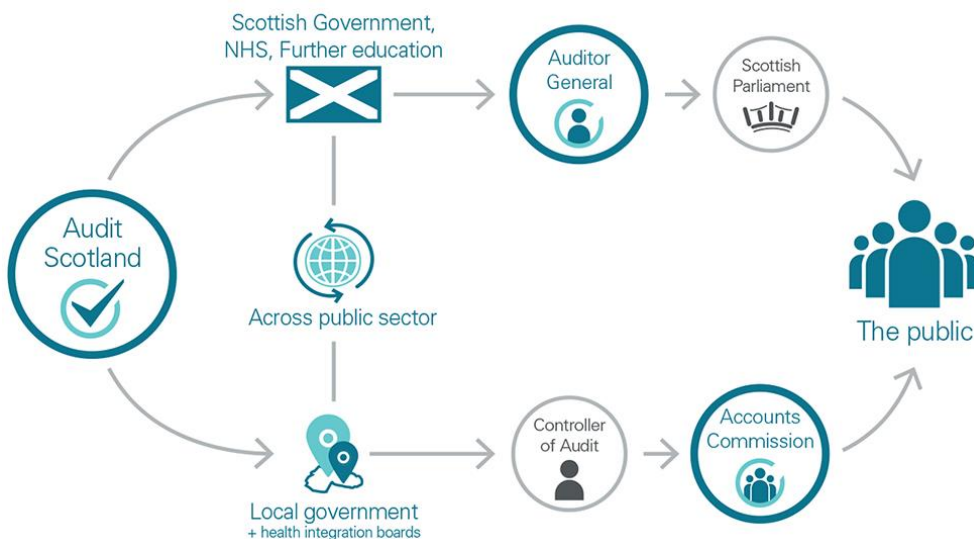 Scottish Government,
NHS, Further education
Auditor
General
Scottish
Parliament
Audit
Scotland
Across public sector
The public
Controller
of Audit
Accounts
Commission
Local government
+ health integration boards